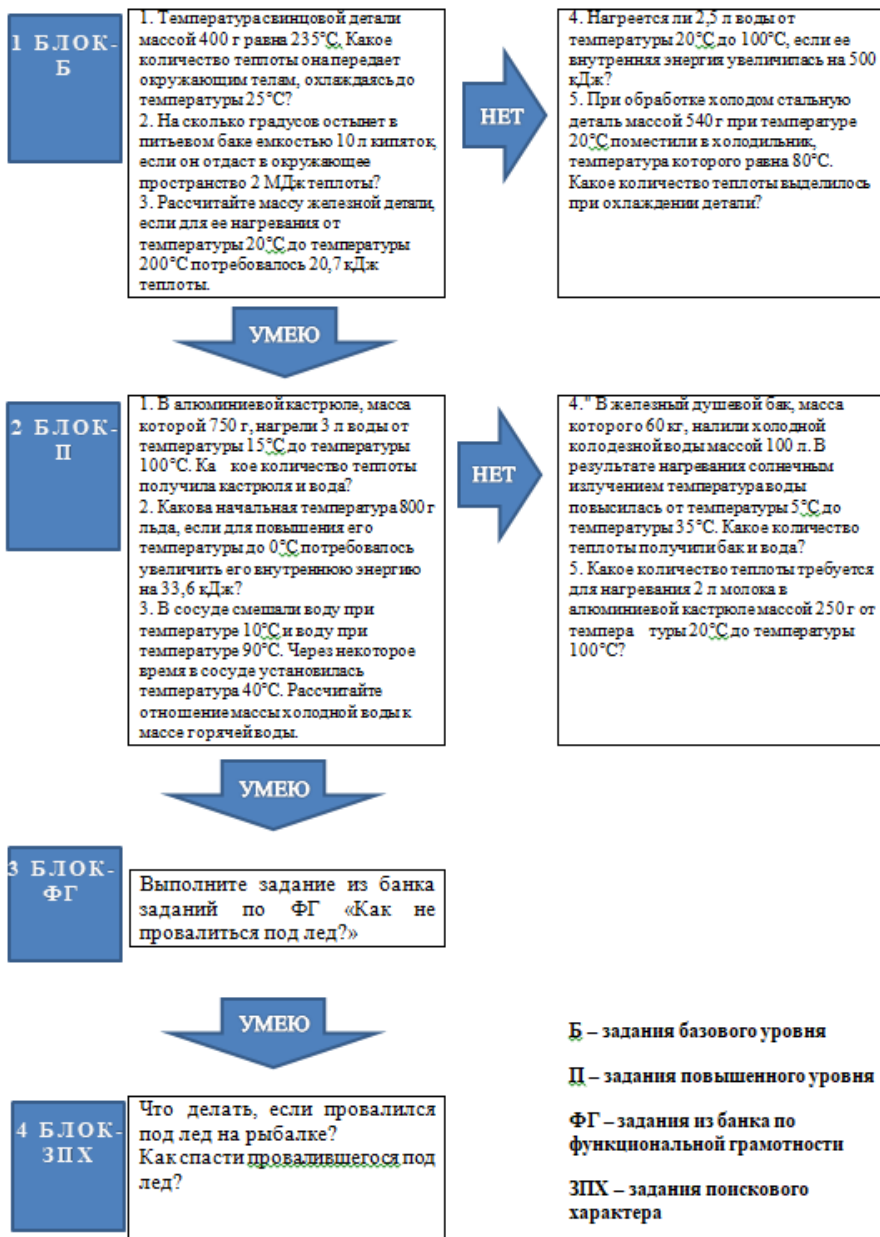 1 БЛОК-
Б
1. Температура свинцовой детали
массой 400 г равна 235°С. Какое
количество теплоты она передает
окружающим телам, охлаждаясь до
температуры 25°С?
2. На сколько градусов остынет в
питьевом баке емкостью 10 л кипяток,
если он отдаст в окружающее
пространство 2 МДж теплоты?
3. Рассчитайте массу железной детали,
если для ее нагревания от
температуры 20°С до температуры
200°С потребовалось 20,7 кДж
теплоты.
НЕТ
4. Нагреется ли 2,5 л воды от
температуры 20°С до 100°С, если ее
внутренняя энергия увеличилась на 500
кДж?
5. При обработке холодом стальную
деталь массой 540 г при температуре
20°С поместили в холодильник,
температура которого равна 80°С.
Какое количество теплоты выделилось
при охлаждении детали?
УМЕЮ
2 БЛОК-
П
1. В алюминиевой кастрюле, масса
которой 750 г, нагрели 3 л воды от
температуры 15°С до температуры
100°С. Ка кое количество теплоты
получила кастрюля и вода?
2. Какова начальная температура 800 г
льда, если для повышения его
температуры до 0°С потребовалось
увеличить его внутреннюю энергию
на 33,6 кДж?
3. В сосуде смешали воду при
температуре 10°С и воду при
температуре 90°С. Через некоторое
время в сосуде установилась
температура 40°С. Рассчитайте
отношение массы холодной воды к
массе горячей воды.
НЕТ
4." В железный душевой бак, масса
которого 60 кг, налили холодной
колодезной воды массой 100 л. В
результате нагревания солнечным
излучением температура воды
повысилась от температуры 5°С до
температуры 35°С. Какое количество
теплоты получили бак и вода?
5. Какое количество теплоты требуется
для нагревания 2 л молока в
алюминиевой кастрюле массой 250 г от
темпера туры 20°С до температуры
100°С?
УМЕЮ
3 БЛОК-
ФГ
Выполните задание из банка
заданий по ФГ «Как не
провалиться под лед?»
УМЕЮ
4 БЛОК-
ЗПХ
Что делать, если провалился
под лед на рыбалке?
Как спасти провалившегося под
лед?
Б – задания базового уровня
П – задания повышенного уровня
ФГ – задания из банка по
функциональной грамотности
ЗПХ – задания поискового
характера